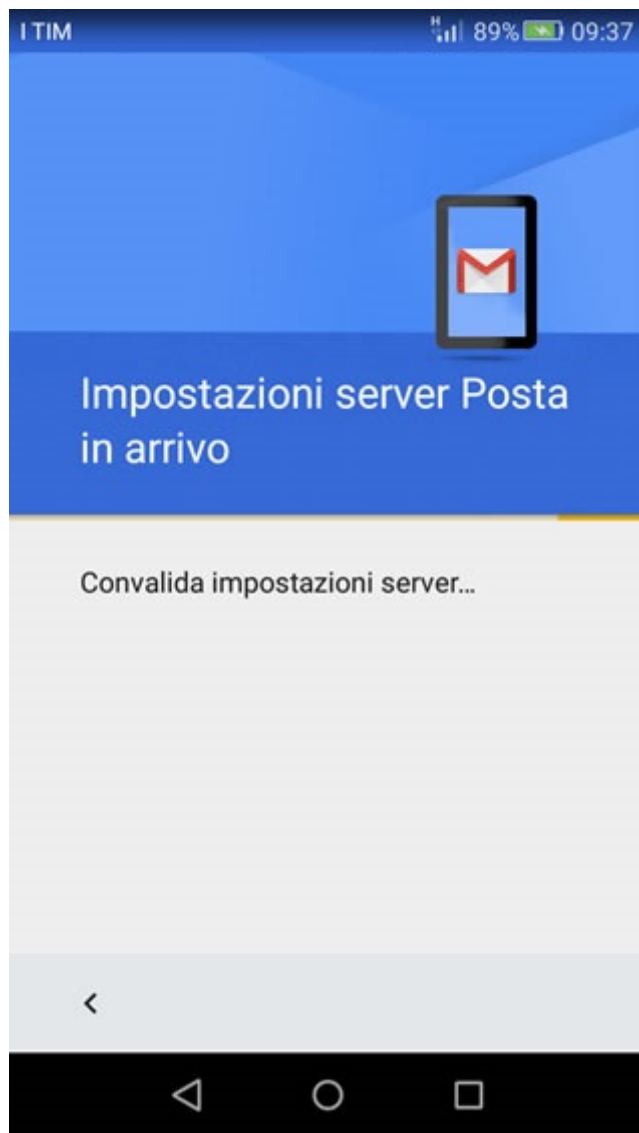 I TIM H 89% 09:37
Impostazioni server Posta
in arrivo
Convalida impostazioni server...